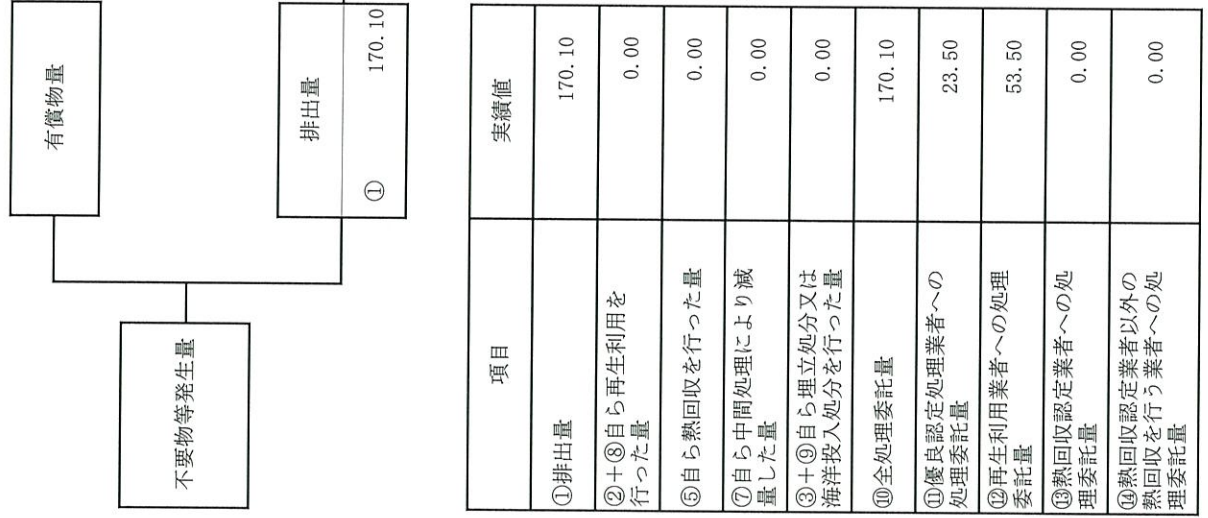 有償物量
不要物等発生量
排出量
① 170.10
項目 実績値
①排出量 170.10
②+⑧自ら再生利用を
行った量 0.00
⑤自ら熱回収を行った量 0.00
⑦自ら中間処理により減
量した量 0.00
③+⑨自ら埋立処分又は
海洋投入処分を行った量 0.00
⑩全処理委託量 170.10
⑪優良認定処理業者への
処理委託量 23.50
⑫再生利用業者への処理
委託量 53.50
⑬熱回収認定業者への処
理委託量 0.00
⑭熱回収認定業者以外の
熱回収を行う業者への処
理委託量 0.00